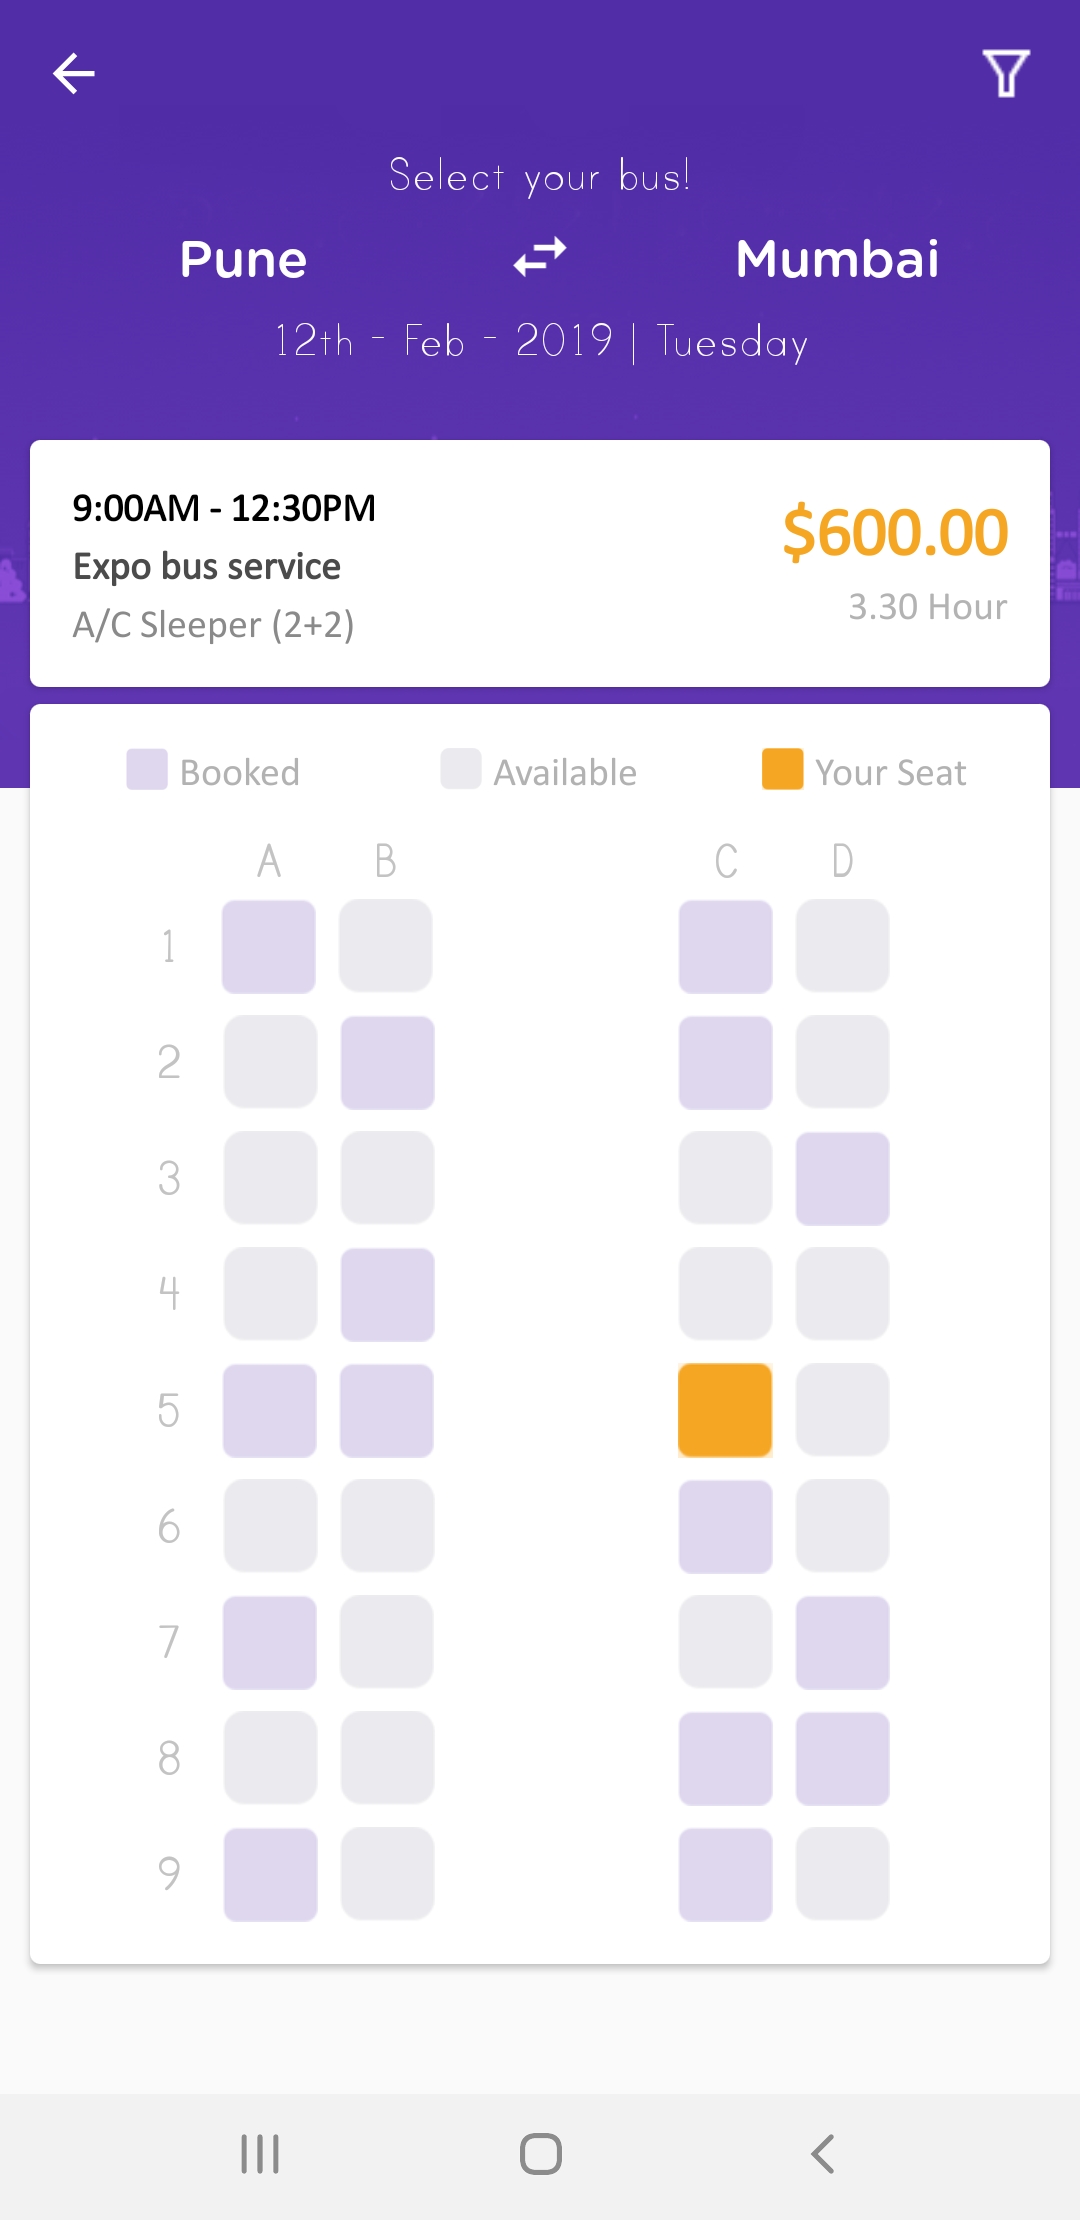 Select your bus!
Pune Mumbai
12th - Feb - 2019 | Tuesday
9:00AM - 12:30PM
$600.00
Expo bus service
3.30 Hour
A/C Sleeper (2+2)
Booked Available Your Seat
A B C D
1
2
3
4
5
6
7
8
9